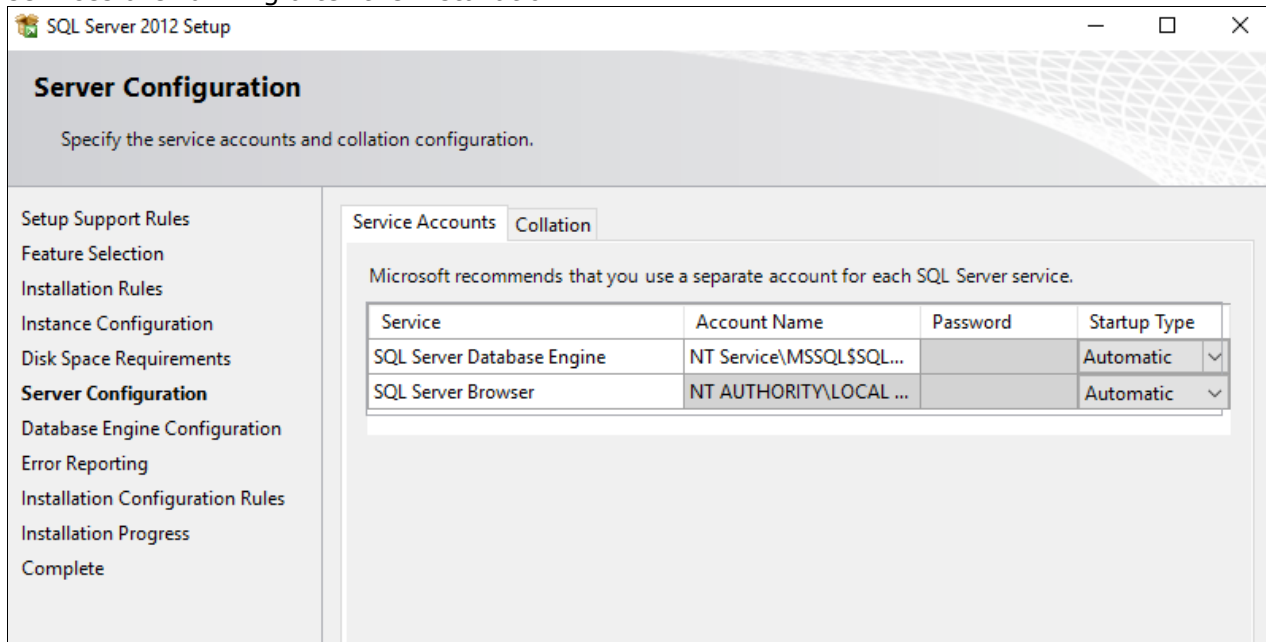 SQL Server 2012 Setup
Server Configuration
Specify the service accounts and collation configuration.
Setup Support Rules
Feature Selection
Installation Rules
Instance Configuration
Disk Space Requirements
Server Configuration
Database Engine Configuration
Error Reporting
Installation Configuration Rules
Installation Progress
Complete
Service Accounts Collation
Microsoft recommends that you use a separate account for each SQL Server service.
Service Account Name Password Startup Type
SQL Server Database Engine NT Service\MSSQL$SQL... Automatic
SQL Server Browser NT AUTHORITY\LOCAL ... Automatic